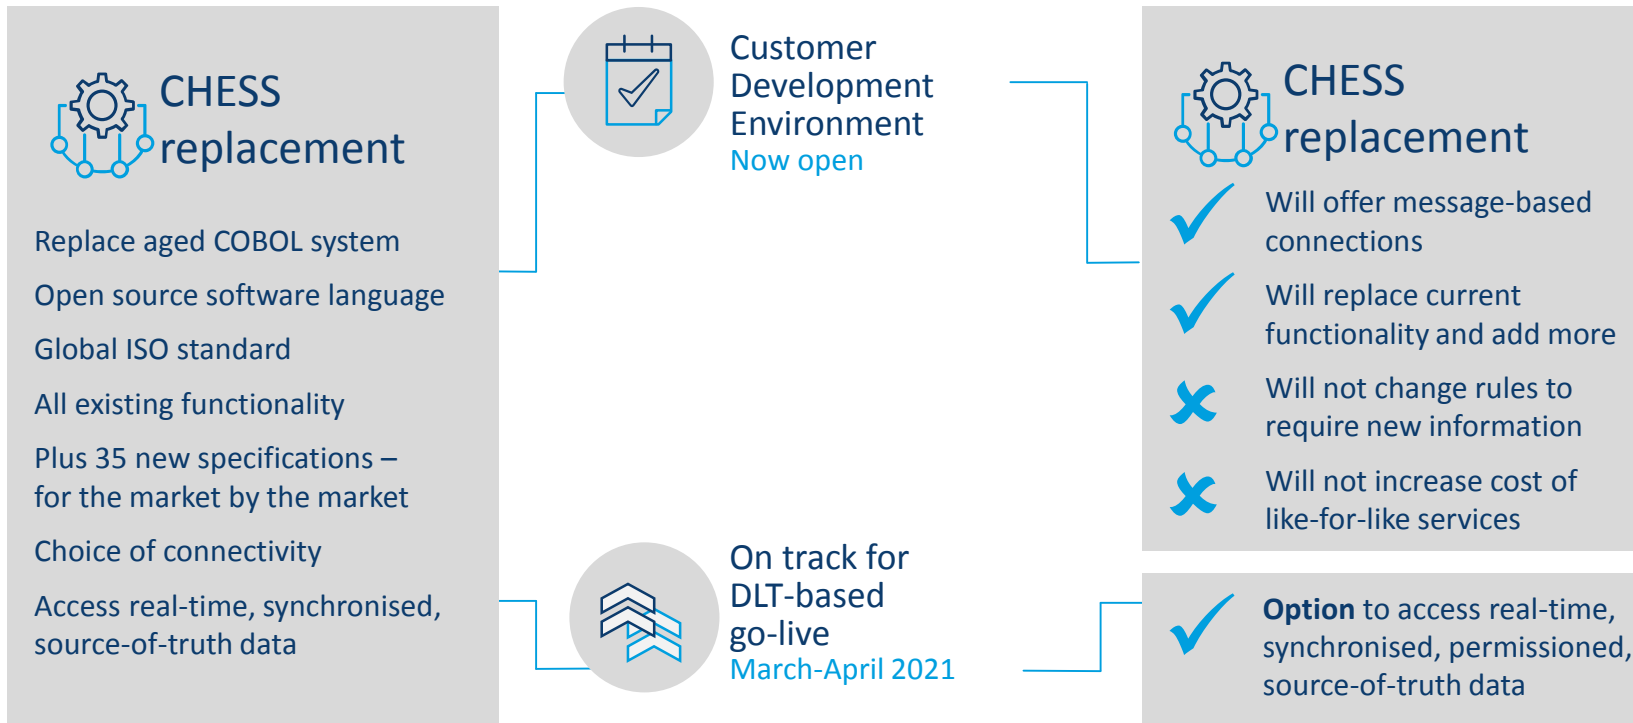 CHESS
replacement
Replace aged COBOL system
Open source software language
Global ISO standard
All existing functionality
Plus 35 new specifications –
for the market by the market
Choice of connectivity
Access real-time, synchronised,
source-of-truth data
Customer
Development
Environment
Now open
On track for
DLT-based
go-live
March-April 2021
CHESS
replacement
Will offer message-based
connections
Will replace current
functionality and add more
Will not change rules to
require new information
Will not increase cost of
like-for-like services
Option to access real-time,
synchronised, permissioned,
source-of-truth data